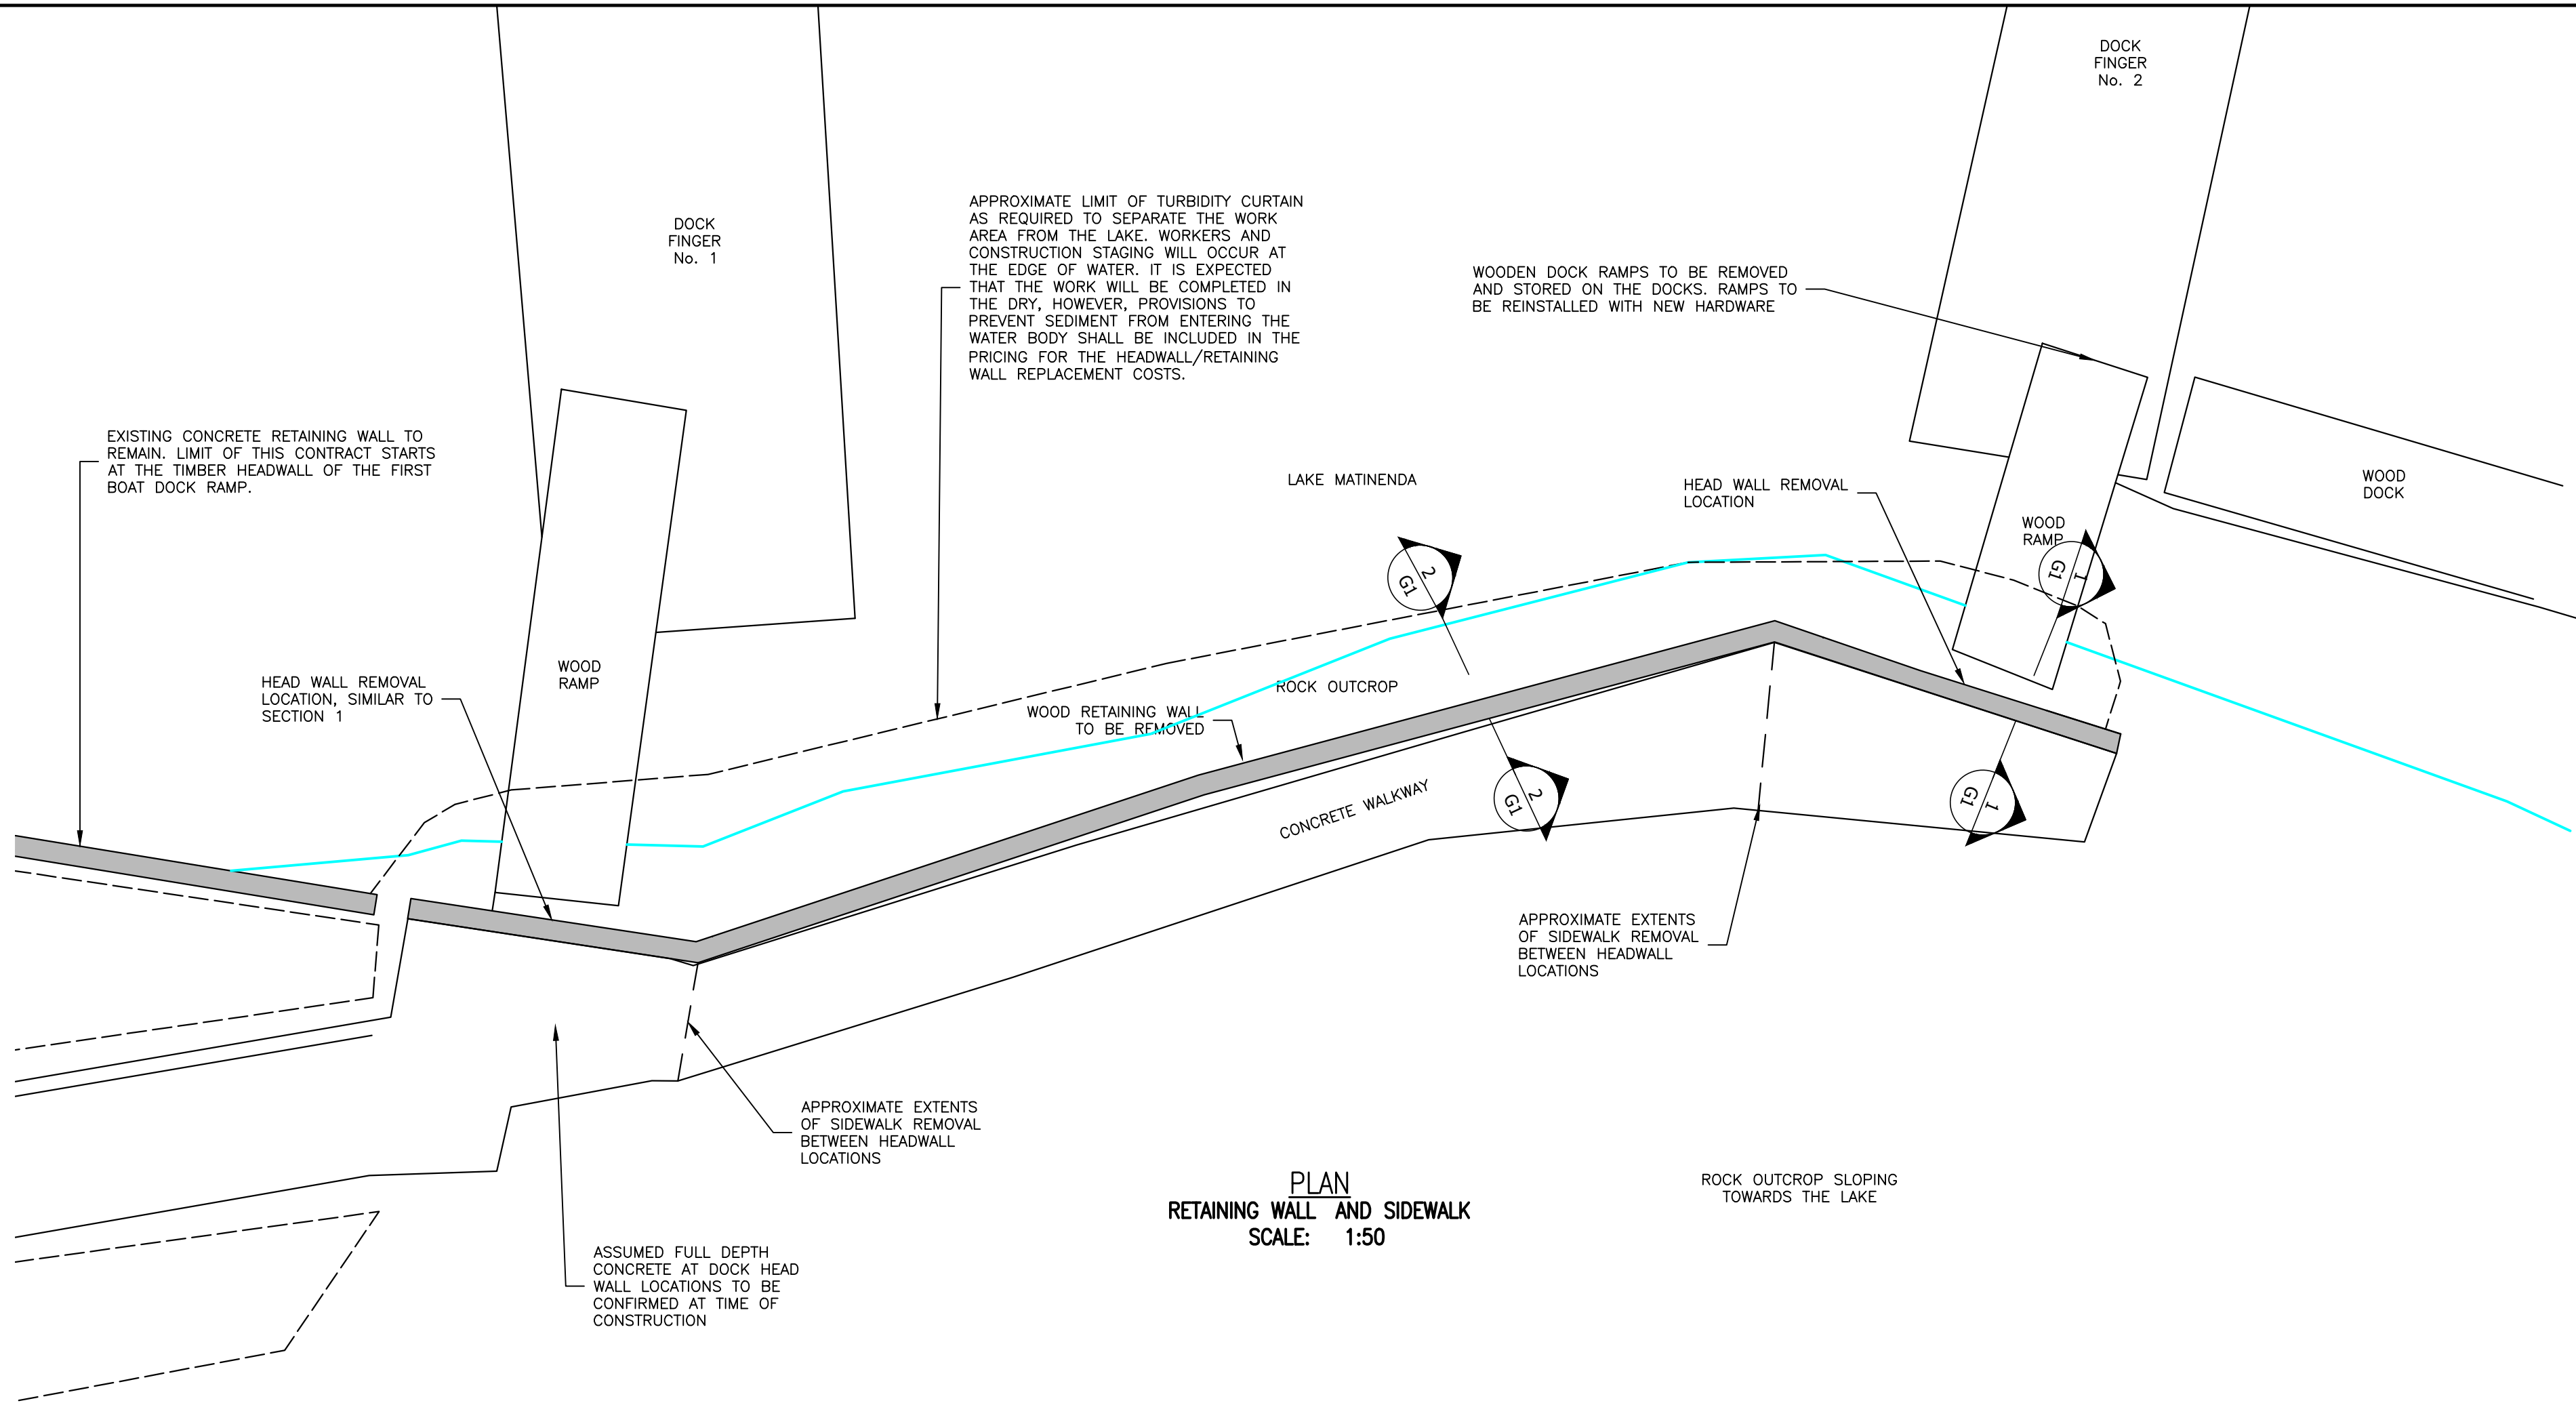 DOCK
FINGER
No. 2
DOCK
FINGER
No. 1
APPROXIMATE LIMIT OF TURBIDITY CURTAIN
AS REQUIRED TO SEPARATE THE WORK
AREA FROM THE LAKE. WORKERS AND
CONSTRUCTION STAGING WILL OCCUR AT
THE EDGE OF WATER. IT IS EXPECTED
THAT THE WORK WILL BE COMPLETED IN
THE DRY, HOWEVER, PROVISIONS TO
PREVENT SEDIMENT FROM ENTERING THE
WATER BODY SHALL BE INCLUDED IN THE
PRICING FOR THE HEADWALL/RETAINING
WALL REPLACEMENT COSTS.
WOODEN DOCK RAMPS TO BE REMOVED
AND STORED ON THE DOCKS. RAMPS TO
BE REINSTALLED WITH NEW HARDWARE
EXISTING CONCRETE RETAINING WALL TO
REMAIN. LIMIT OF THIS CONTRACT STARTS
AT THE TIMBER HEADWALL OF THE FIRST
BOAT DOCK RAMP.
LAKE MATINENDA
HEAD WALL REMOVAL
LOCATION
WOOD
DOCK
WOOD
RAMP
2
G1
1
G1
WOOD
RAMP
HEAD WALL REMOVAL
LOCATION, SIMILAR TO
SECTION 1
ROCK OUTCROP
WOOD RETAINING WALL
TO BE REMOVED
CONCRETE WALKWAY
2
G1
1
G1
APPROXIMATE EXTENTS
OF SIDEWALK REMOVAL
BETWEEN HEADWALL
LOCATIONS
APPROXIMATE EXTENTS
OF SIDEWALK REMOVAL
BETWEEN HEADWALL
LOCATIONS
PLAN
RETAINING WALL AND SIDEWALK
SCALE: 1:50
ROCK OUTCROP SLOPING
TOWARDS THE LAKE
ASSUMED FULL DEPTH
CONCRETE AT DOCK HEAD
WALL LOCATIONS TO BE
CONFIRMED AT TIME OF
CONSTRUCTION